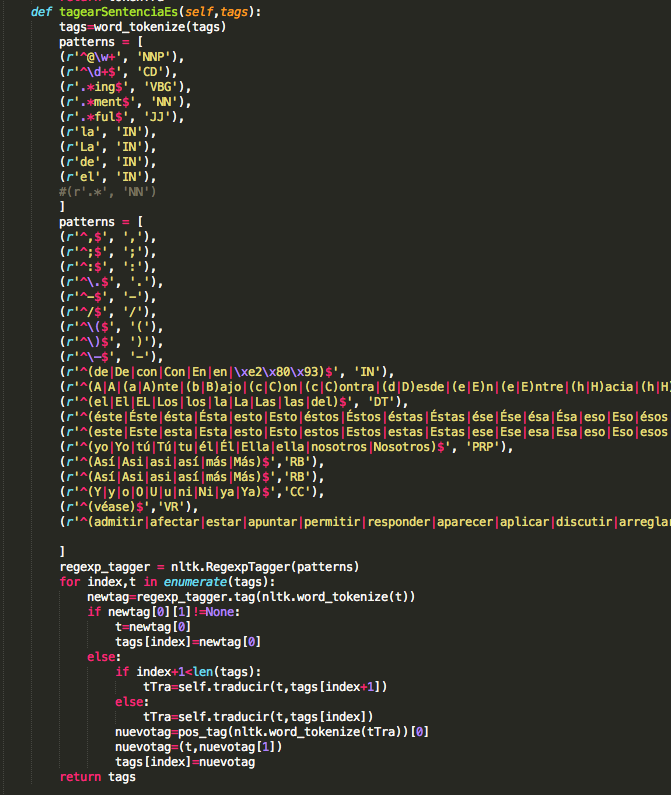 def tagearSentenciaEs(self,tags):
tags=word_tokenize(tags)
patterns = [
(r'^@\w+', 'NNP'),
(r'^\d+$', 'CD'),
(r'.*ing$', 'VBG'),
(r'.*ment$', 'NN'),
(r'.*ful$', 'JJ'),
(r'la', 'IN'),
(r'La', 'IN'),
(r'de', 'IN'),
(r'el', 'IN'),
#(r'.*', 'NN')
]
patterns = [
(r'^,$', ','),
(r'^;$', ';'),
(r'^:$', ':'),
(r'^\.$', '.'),
(r'^-$', '-'),
(r'^/$', '/'),
(r'^\($', '('),
(r'^\)$', ')'),
(r'^\-$', '-'),
(r'^(de|De|con|Con|En|en|\xe2\x80\x93)$', 'IN'),
(r'^(A|A|(a|A)nte|(b|B)ajo|(c|C)on|(c|C)ontra|(d|D)esde|(e|E)n|(e|E)ntre|(h|H)acia|(h|H)
(r'^(el|El|EL|Los|los|la|La|Las|las|del)$', 'DT'),
(r'^(éste|Éste|ésta|Ésta|esto|Esto|éstos|Éstos|éstas|Éstas|ése|Ése|ésa|Ésa|eso|Eso|ésos
(r'^(este|Este|esta|Esta|esto|Esto|estos|Estos|estas|Estas|ese|Ese|esa|Esa|eso|Eso|esos
(r'^(yo|Yo|tú|Tú|tu|él|Él|Ella|ella|nosotros|Nosotros)$', 'PRP'),
(r'^(Así|Asi|asi|así|más|Más)$','RB'),
(r'^(Así|Asi|asi|así|más|Más)$','RB'),
(r'^(Y|y|o|O|U|u|ni|Ni|ya|Ya)$','CC'),
(r'^(véase)$','VR'),
(r'^(admitir|afectar|estar|apuntar|permitir|responder|aparecer|aplicar|discutir|arreglar
]
regexp_tagger = nltk.RegexpTagger(patterns)
for index,t in enumerate(tags):
newtag=regexp_tagger.tag(nltk.word_tokenize(t))
if newtag[0][1]!=None:
t=newtag[0]
tags[index]=newtag[0]
else:
if index+1<len(tags):
tTra=self.traducir(t,tags[index+1])
else:
tTra=self.traducir(t,tags[index])
nuevotag=pos_tag(nltk.word_tokenize(tTra))[0]
nuevotag=(t,nuevotag[1])
tags[index]=nuevotag
return tags